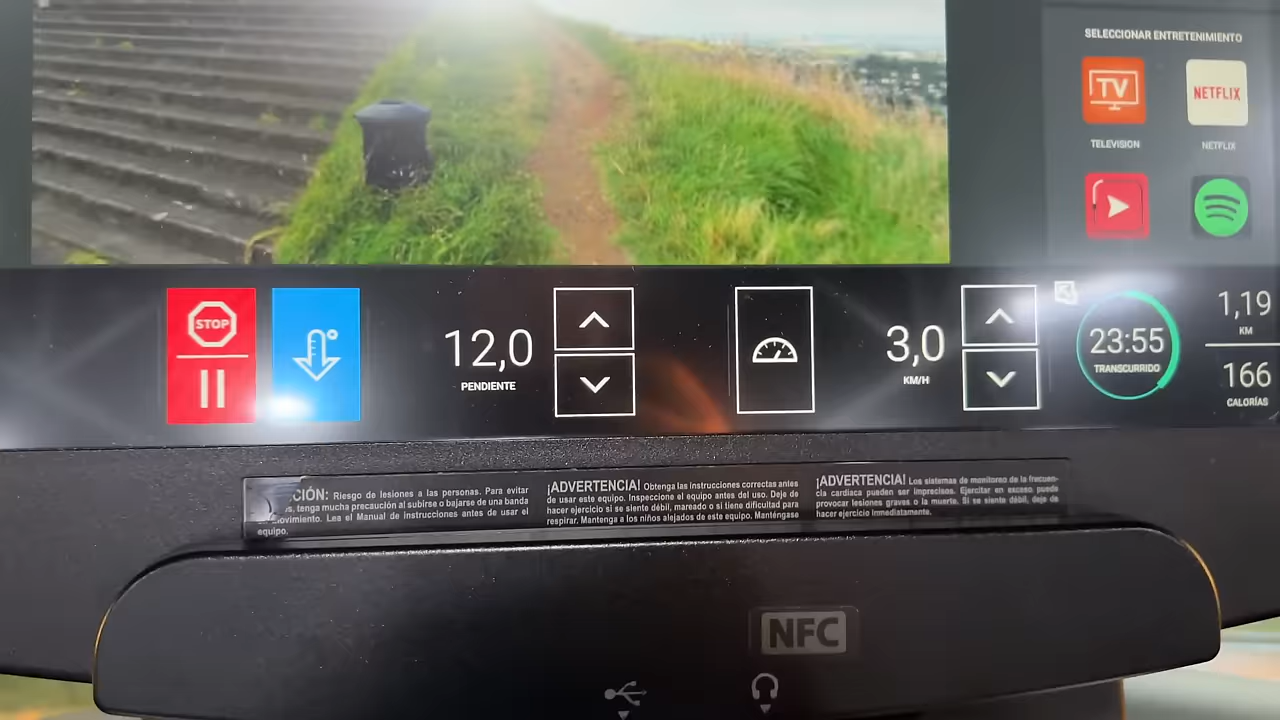 SELECCIONAR ENTRETENIMIENTO
TV
NETFLIX
TELEVISION
NETFLIX
STOP
12,0
PENDIENTE
3,0
KM/H
23:55
TRANSCURRIDO
1,19
KM
166
CALORÍAS
CIÓN: Riesgo de lesiones a las personas. Para evitar
tenga mucha precaución al subirse o bajarse de una banda
movimiento. Lea el Manual de instrucciones antes de usar el
equipo.
¡ADVERTENCIA! Obtenga las instrucciones correctas antes
de usar este equipo. Inspeccione el equipo antes del uso. Deje de
hacer ejercicio si se siente débil, mareado o si tiene dificultad para
respirar. Mantenga a los niños alejados de este equipo. Manténgase
¡ADVERTENCIA! Los sistemas de monitoreo de la frecuen-
cia cardiaca pueden ser imprecisos. Ejercitar en exceso puede
provocar lesiones graves o la muerte. Si se siente débil, deje de
hacer ejercicio inmediatamente.
NFC